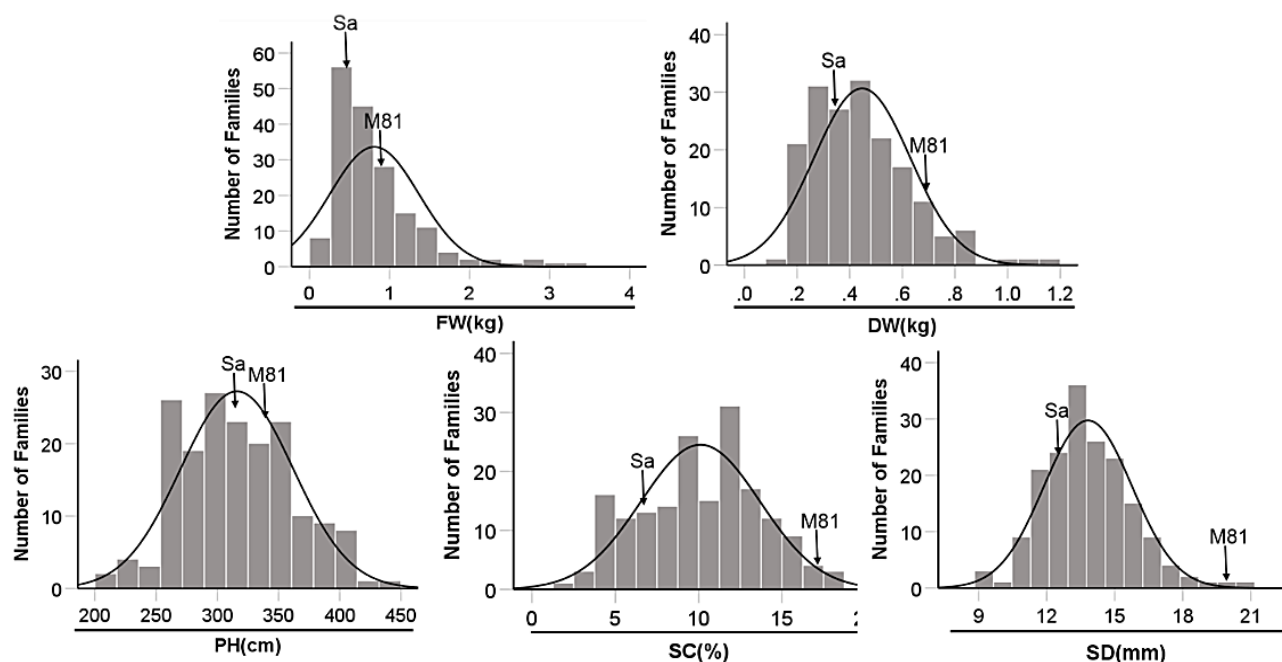 Sa
M81
Number of Families
60
50
40
30
20
10
0
0 1 2 3 4
FW(kg)
Sa
M81
Number of Families
40
30
20
10
0
.0 .2 .4 .6 .8 1.0 1.2
DW(kg)
Sa
M81
Number of Families
30
20
10
0
200 250 300 350 400 450
PH(cm)
Sa
M81
Number of Families
40
30
20
10
0
0 5 10 15
SC(%)
Sa
M81
Number of Families
40
30
20
10
0
9 12 15 18 21
SD(mm)